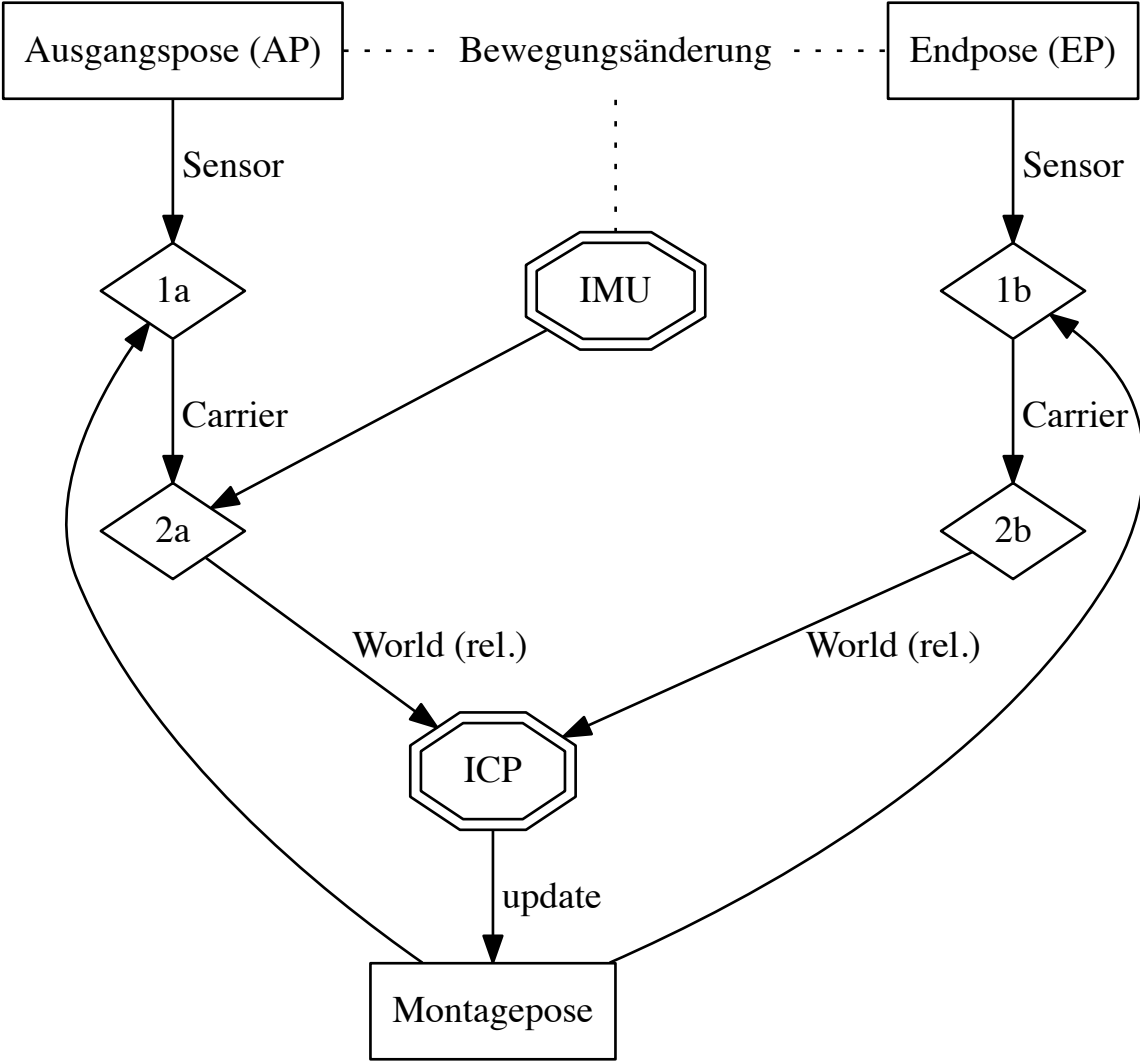 Ausgangspose (AP)
Bewegungsänderung
Endpose (EP)
Sensor
Sensor
1a
IMU
1b
Carrier
Carrier
2a
2b
World (rel.)
World (rel.)
ICP
update
Montagepose